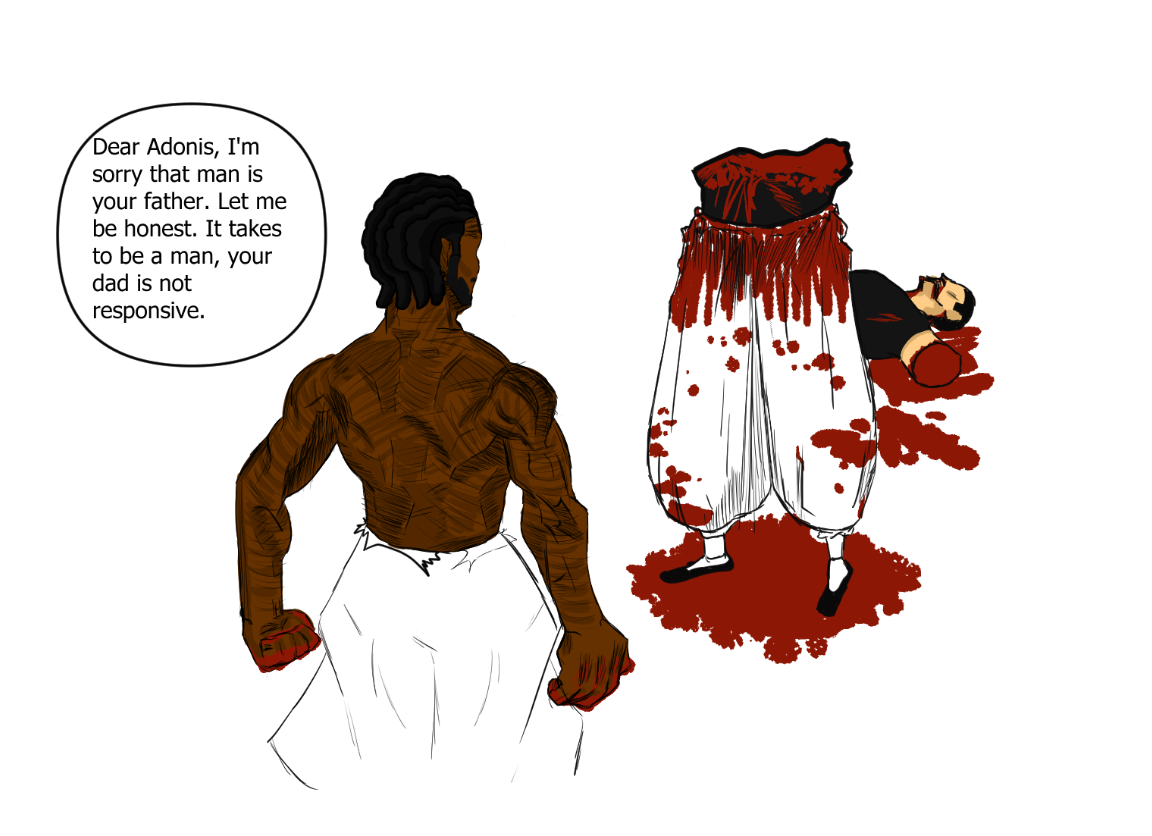 Dear Adonis, I'm
sorry that man is
your father. Let me
be honest. It takes
to be a man, your
dad is not
responsive.